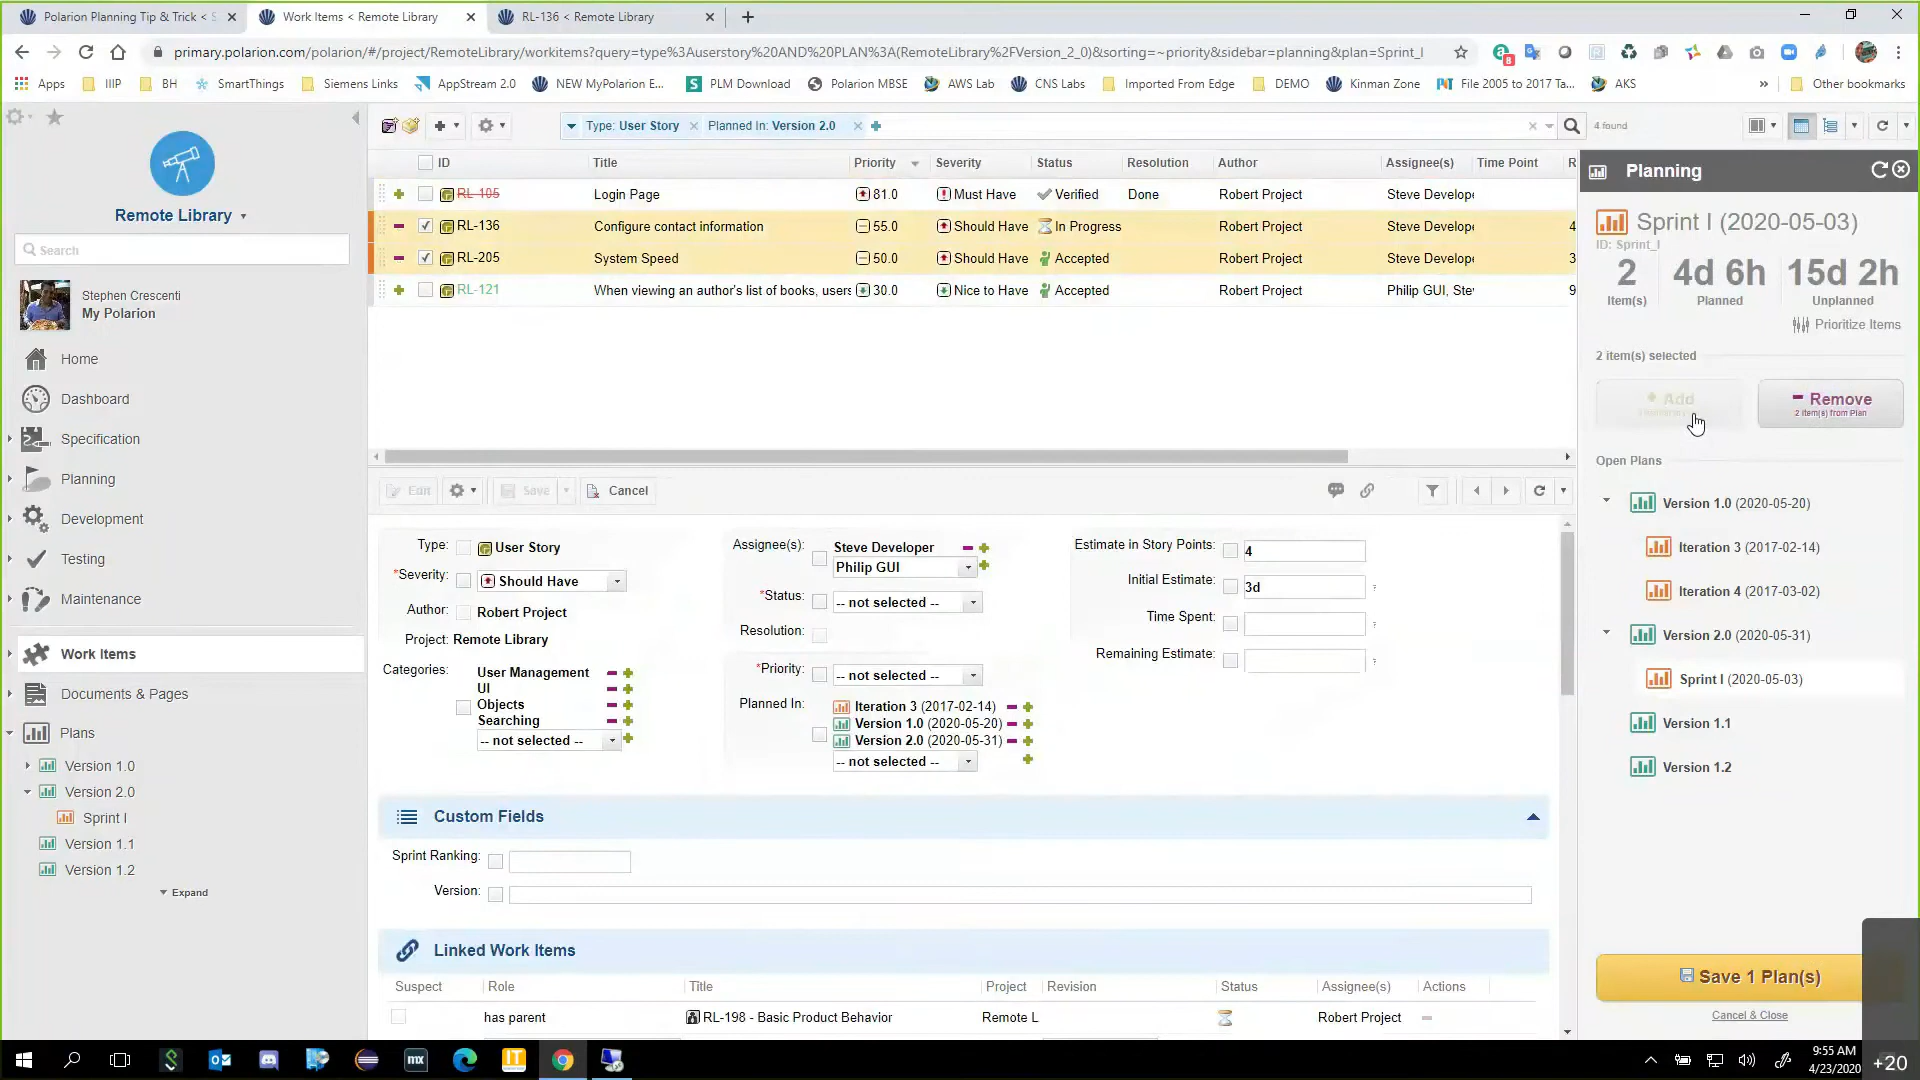 Polarion Planning Tip & Trick < S
Work Items < Remote Library
RL-136 < Remote Library
primary.polarion.com/polarion/#/project/RemoteLibrary/workitems?query=type%3Auserstory%20AND%20PLAN%3A(RemoteLibrary%2FVersion_2_0)&sorting=~priority&sidebar=planning&plan=Sprint_I
Apps
IIIP
BH
SmartThings
Siemens Links
AppStream 2.0
NEW MyPolarion E...
PLM Download
Polarion MBSE
AWS Lab
CNS Labs
Imported From Edge
DEMO
Kinman Zone
File 2005 to 2017 Ta...
AKS
»
Other bookmarks
Remote Library
Search
Stephen Crescenti
My Polarion
Home
Dashboard
Specification
Planning
Development
Testing
Maintenance
Work Items
Documents & Pages
Plans
Version 1.0
Version 2.0
Sprint I
Version 1.1
Version 1.2
Expand
Type: User Story
Planned In: Version 2.0
4 found
ID Title Priority Severity Status Resolution Author Assignee(s) Time Point R
RL-105 Login Page 81.0 Must Have Verified Done Robert Project Steve Develope
RL-136 Configure contact information 55.0 Should Have In Progress Robert Project Steve Develope 4
RL-205 System Speed 50.0 Should Have Accepted Robert Project Steve Develope 3
RL-121 When viewing an author's list of books, users 30.0 Nice to Have Accepted Robert Project Philip GUI, Ste 9
Edit
Save
Cancel
Type: User Story
*Severity: Should Have
Author: Robert Project
Project: Remote Library
Categories: User Management
UI
Objects
Searching
-- not selected --
Assignee(s): Steve Developer
Philip GUI
*Status: -- not selected --
Resolution:
*Priority: -- not selected --
Planned In: Iteration 3 (2017-02-14)
Version 1.0 (2020-05-20)
Version 2.0 (2020-05-31)
-- not selected --
Estimate in Story Points: 4
Initial Estimate: 3d ?
Time Spent: ?
Remaining Estimate: ?
Custom Fields
Sprint Ranking:
Version:
Linked Work Items
Suspect Role Title Project Revision Status Assignee(s) Actions
has parent RL-198 - Basic Product Behavior Remote L Robert Project
Planning
Sprint I (2020-05-03)
ID: Sprint_I
2 4d 6h 15d 2h
Item(s) Planned Unplanned
Prioritize Items
2 item(s) selected
Add
Remove
2 item(s) from Plan
Open Plans
Version 1.0 (2020-05-20)
Iteration 3 (2017-02-14)
Iteration 4 (2017-03-02)
Version 2.0 (2020-05-31)
Sprint I (2020-05-03)
Version 1.1
Version 1.2
Save 1 Plan(s)
Cancel & Close
9:55 AM
4/23/2020
+20